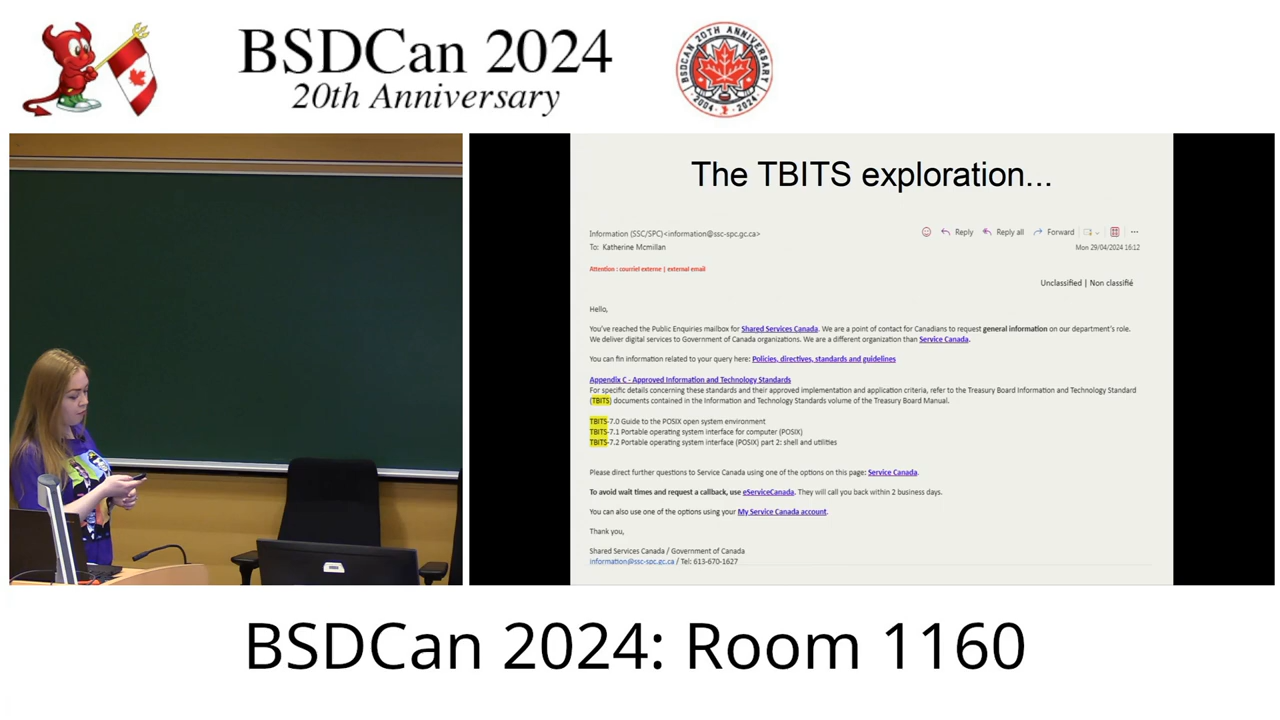 BSDCan 2024
20th Anniversary
BSDCAN 20TH ANNIVERSARY
2004 - 2024
The TBITS exploration...
Information (SSC/SPC)<information@ssc-spc.gc.ca>
Reply
Reply all
Forward
To: Katherine Mcmillan
Mon 29/04/2024 16:12
Attention : courriel externe | external email
Unclassified | Non classifié
Hello,
You've reached the Public Enquiries mailbox for Shared Services Canada. We are a point of contact for Canadians to request general information on our department's role.
We deliver digital services to Government of Canada organizations. We are a different organization than Service Canada.
You can fin information related to your query here: Policies, directives, standards and guidelines
Appendix C - Approved Information and Technology Standards
For specific details concerning these standards and their approved implementation and application criteria, refer to the Treasury Board Information and Technology Standard
(TBITS) documents contained in the Information and Technology Standards volume of the Treasury Board Manual.
TBITS-7.0 Guide to the POSIX open system environment
TBITS-7.1 Portable operating system interface for computer (POSIX)
TBITS-7.2 Portable operating system interface (POSIX) part 2: shell and utilities
Please direct further questions to Service Canada using one of the options on this page: Service Canada.
To avoid wait times and request a callback, use eServiceCanada. They will call you back within 2 business days.
You can also use one of the options using your My Service Canada account.
Thank you,
Shared Services Canada / Government of Canada
information@ssc-spc.gc.ca / Tel: 613-670-1627
BSDCan 2024: Room 1160